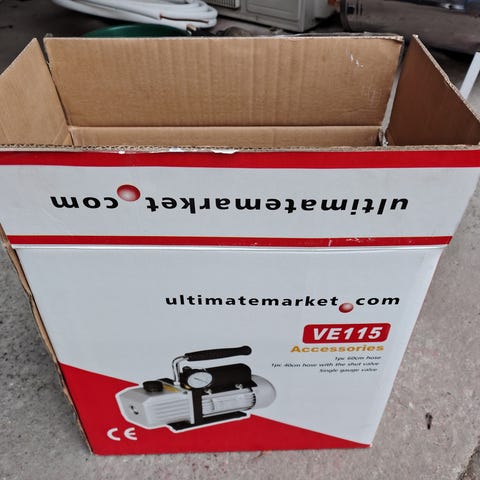 ultimatemarket.com
ultimatemarket.com
VE115
Accessories
1pc 60cm hose
1pc 40cm hose with the shut valve
Single gauge valve
CE